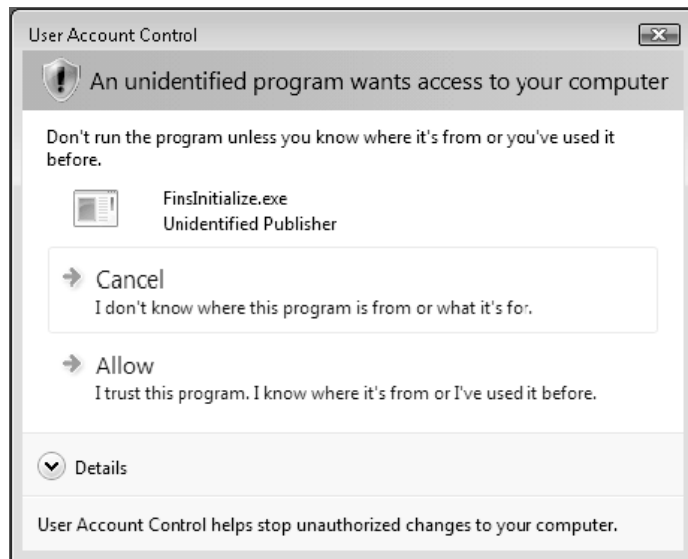 User Account Control
An unidentified program wants access to your computer
Don't run the program unless you know where it's from or you've used it
before.
FinsInitialize.exe
Unidentified Publisher
Cancel
I don't know where this program is from or what it's for.
Allow
I trust this program. I know where it's from or I've used it before.
Details
User Account Control helps stop unauthorized changes to your computer.